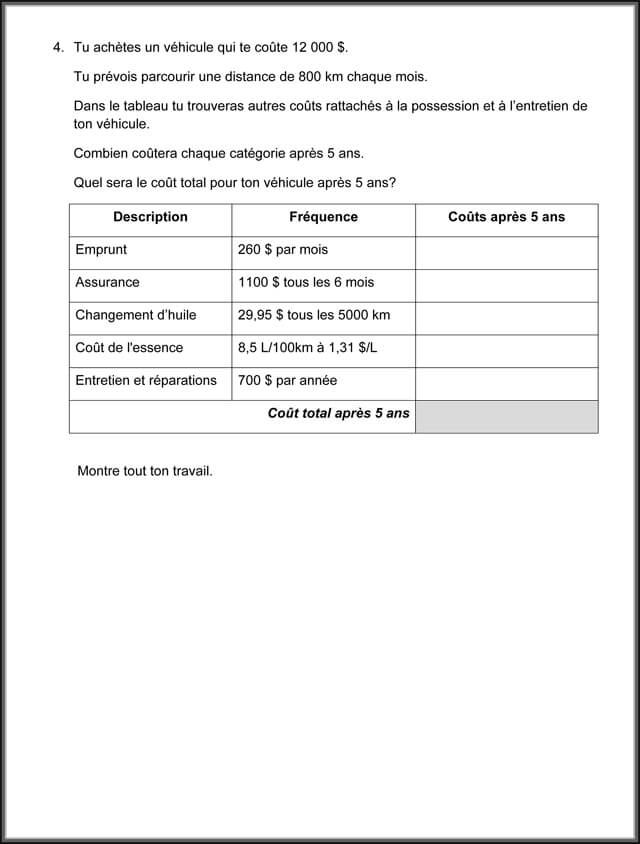 4. Tu achètes un véhicule qui te coûte 12 000 $.
Tu prévois parcourir une distance de 800 km chaque mois.
Dans le tableau tu trouveras autres coûts rattachés à la possession et à l'entretien de
ton véhicule.
Combien coûtera chaque catégorie après 5 ans.
Quel sera le coût total pour ton véhicule après 5 ans?
Description Fréquence Coûts après 5 ans
Emprunt 260 $ par mois
Assurance 1100 $ tous les 6 mois
Changement d'huile 29,95 $ tous les 5000 km
Coût de l'essence 8,5 L/100km à 1,31 $/L
Entretien et réparations 700 $ par année
Coût total après 5 ans
Montre tout ton travail.